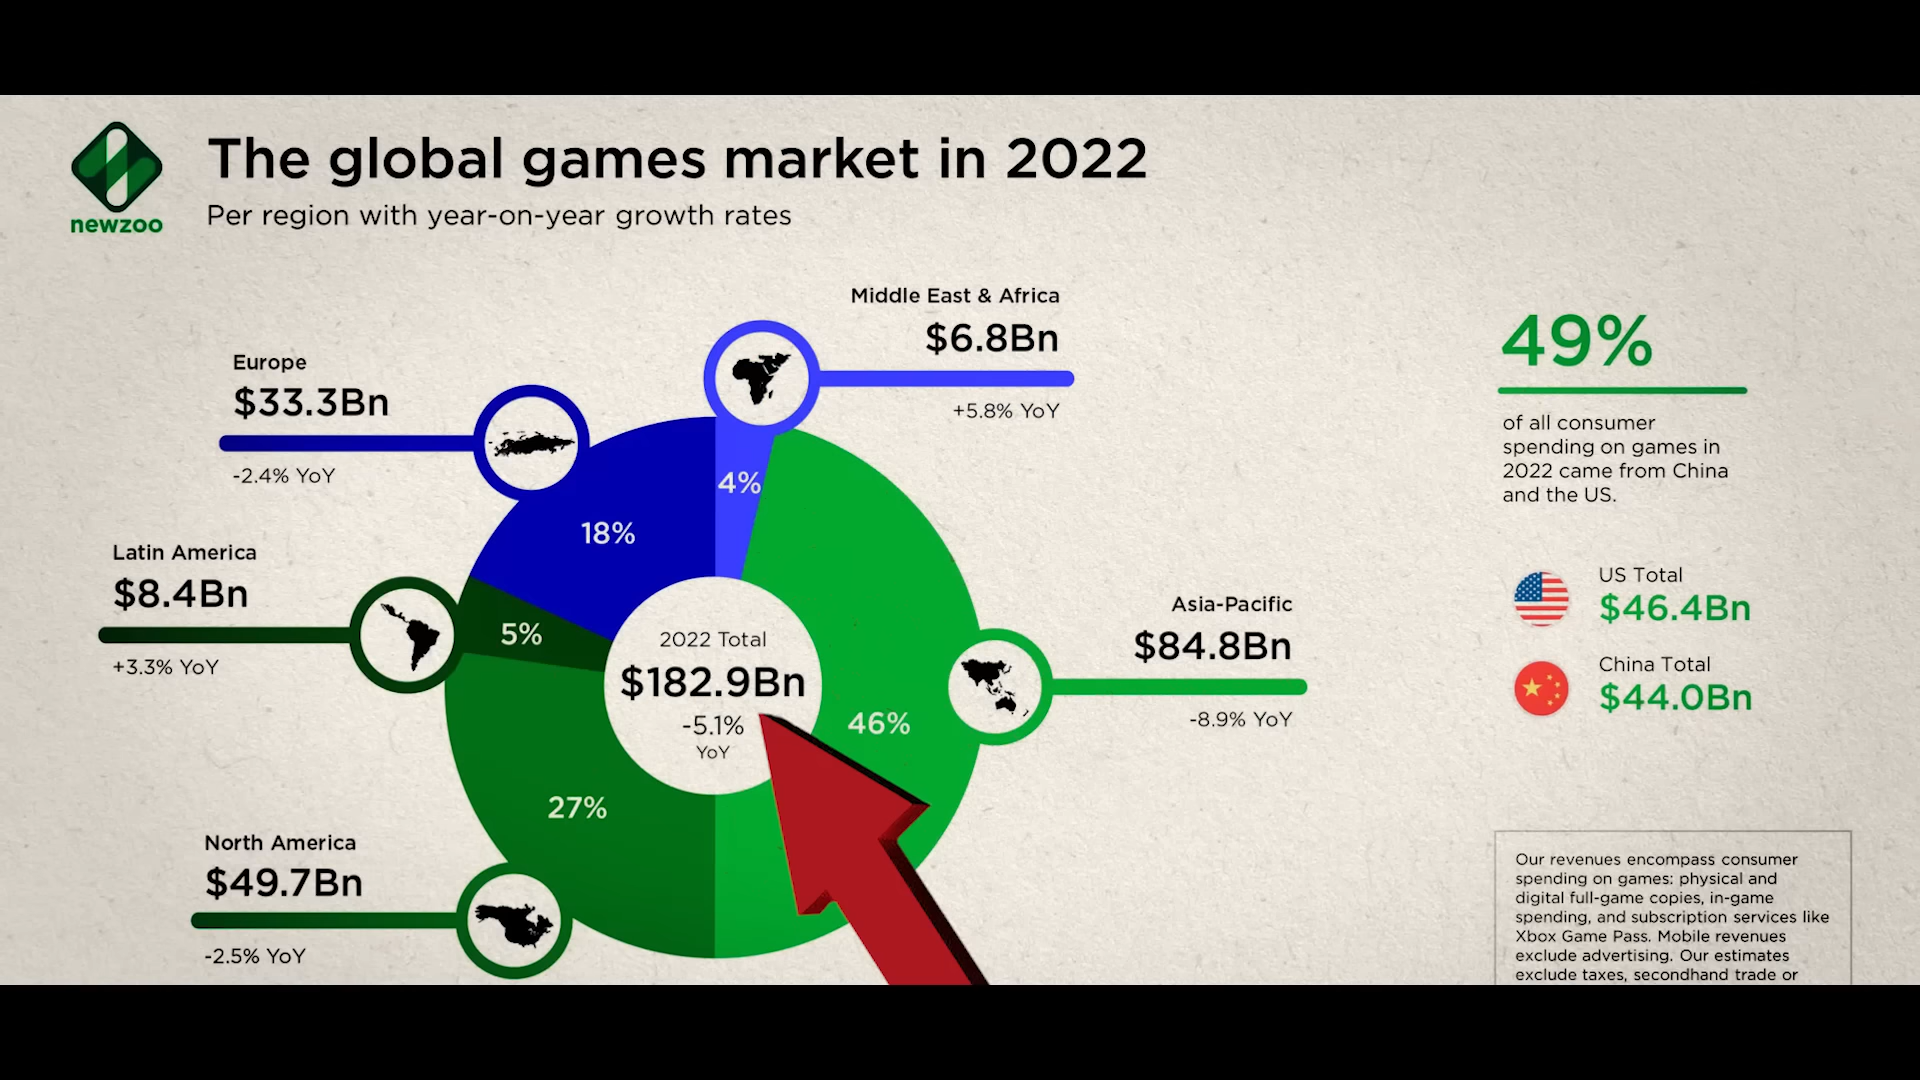 newzoo
The global games market in 2022
Per region with year-on-year growth rates
Middle East & Africa
$6.8Bn
+5.8% YoY
Europe
$33.3Bn
-2.4% YoY
Latin America
$8.4Bn
+3.3% YoY
North America
$49.7Bn
-2.5% YoY
4%
18%
5%
27%
46%
2022 Total
$182.9Bn
-5.1%
YoY
Asia-Pacific
$84.8Bn
-8.9% YoY
49%
of all consumer
spending on games in
2022 came from China
and the US.
US Total
$46.4Bn
China Total
$44.0Bn
Our revenues encompass consumer
spending on games: physical and
digital full-game copies, in-game
spending, and subscription services like
Xbox Game Pass. Mobile revenues
exclude advertising. Our estimates
exclude taxes, secondhand trade or